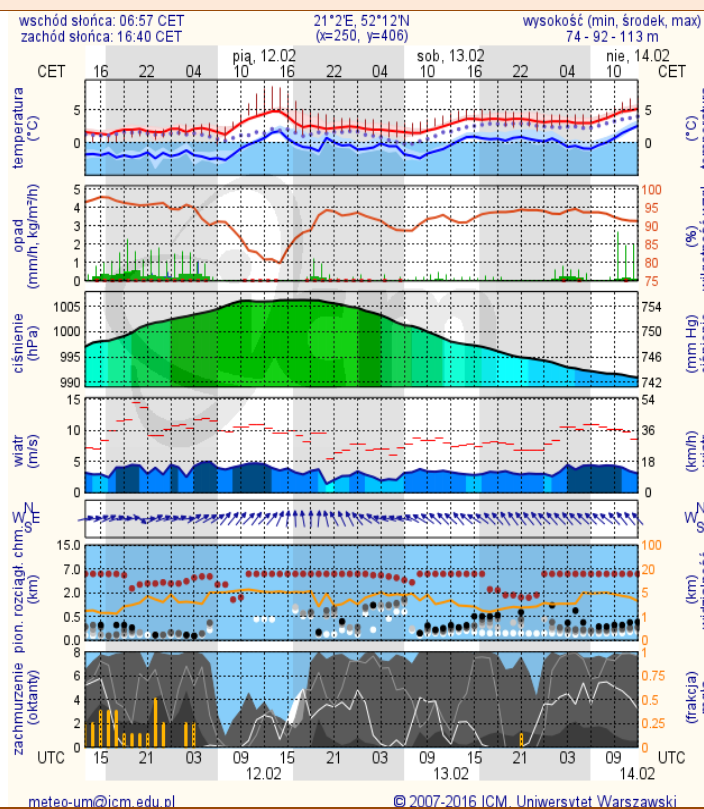 wschód słońca: 06:57 CET 21°2'E, 52°12'N wysokość (min, środek, max)
zachód słońca: 16:40 CET (x=250, y=406) 74 - 92 - 113 m
pią, 12.02 sob, 13.02 nie, 14.02
CET 16 22 04 10 16 22 04 10 16 22 04 10 CET
temperatura
(°C)
5
0
5
0
(°C)
opad
(mm/h, kg/m²/h)
5
4
3
2
1
0
100
95
90
85
80
75
(%)
ciśnienie
(hPa)
1005
1000
995
990
754
750
746
742
(mm Hg)
ciśnienie
wiatr
(m/s)
15
10
5
0
54
36
18
0
(km/h)
wiatr
N
W E
S
N
W
S
pion. rozciągł. chm.
(km)
15.0
7.0
2.0
0.5
0.0
100
20
5
1
0
(km)
zachmurzenie
(oktanty)
8
6
4
2
0
1
0.75
0.5
0.25
0
(frakcja)
UTC 15 21 03 09 15 21 03 09 15 21 03 09 UTC
12.02 13.02 14.02
meteo-um@icm.edu.pl © 2007-2016 ICM, Uniwersytet Warszawski